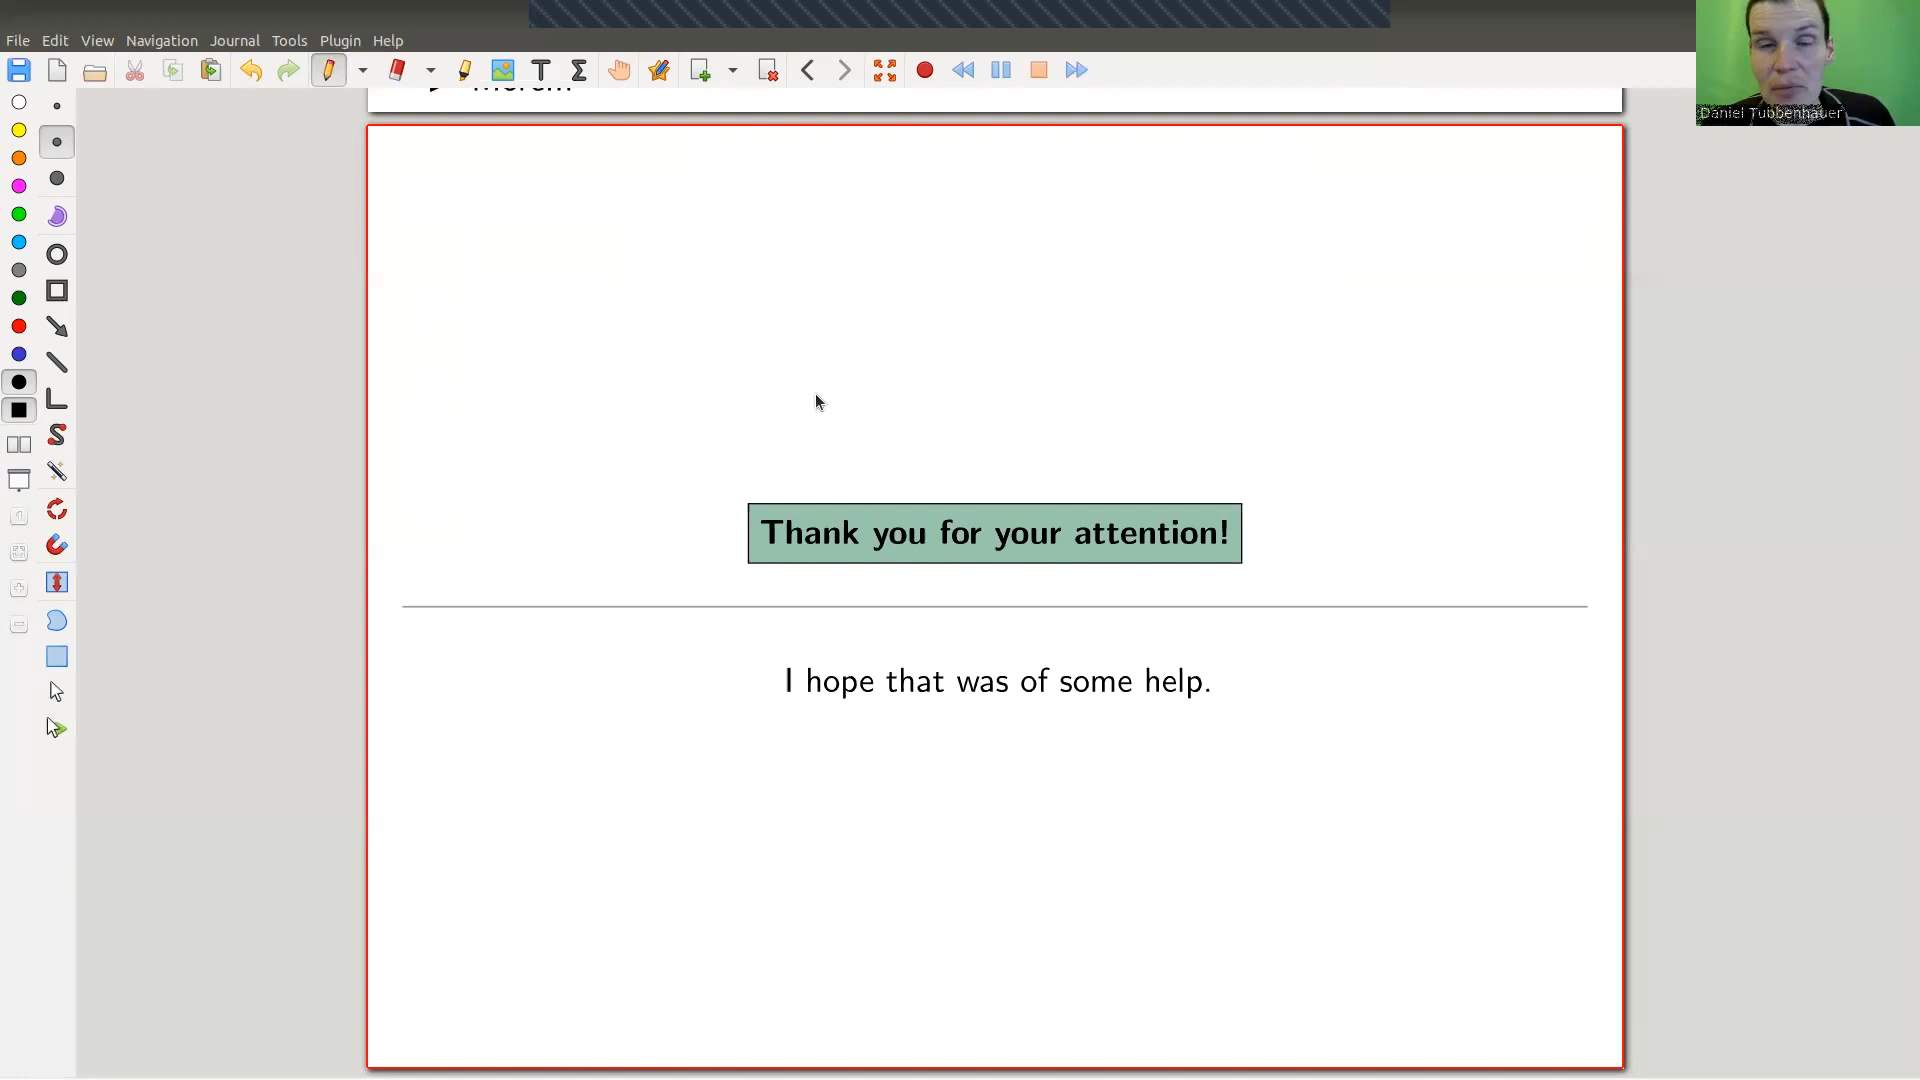 File Edit View Navigation Journal Tools Plugin Help
Daniel Tubbenhauer
Thank you for your attention!
I hope that was of some help.